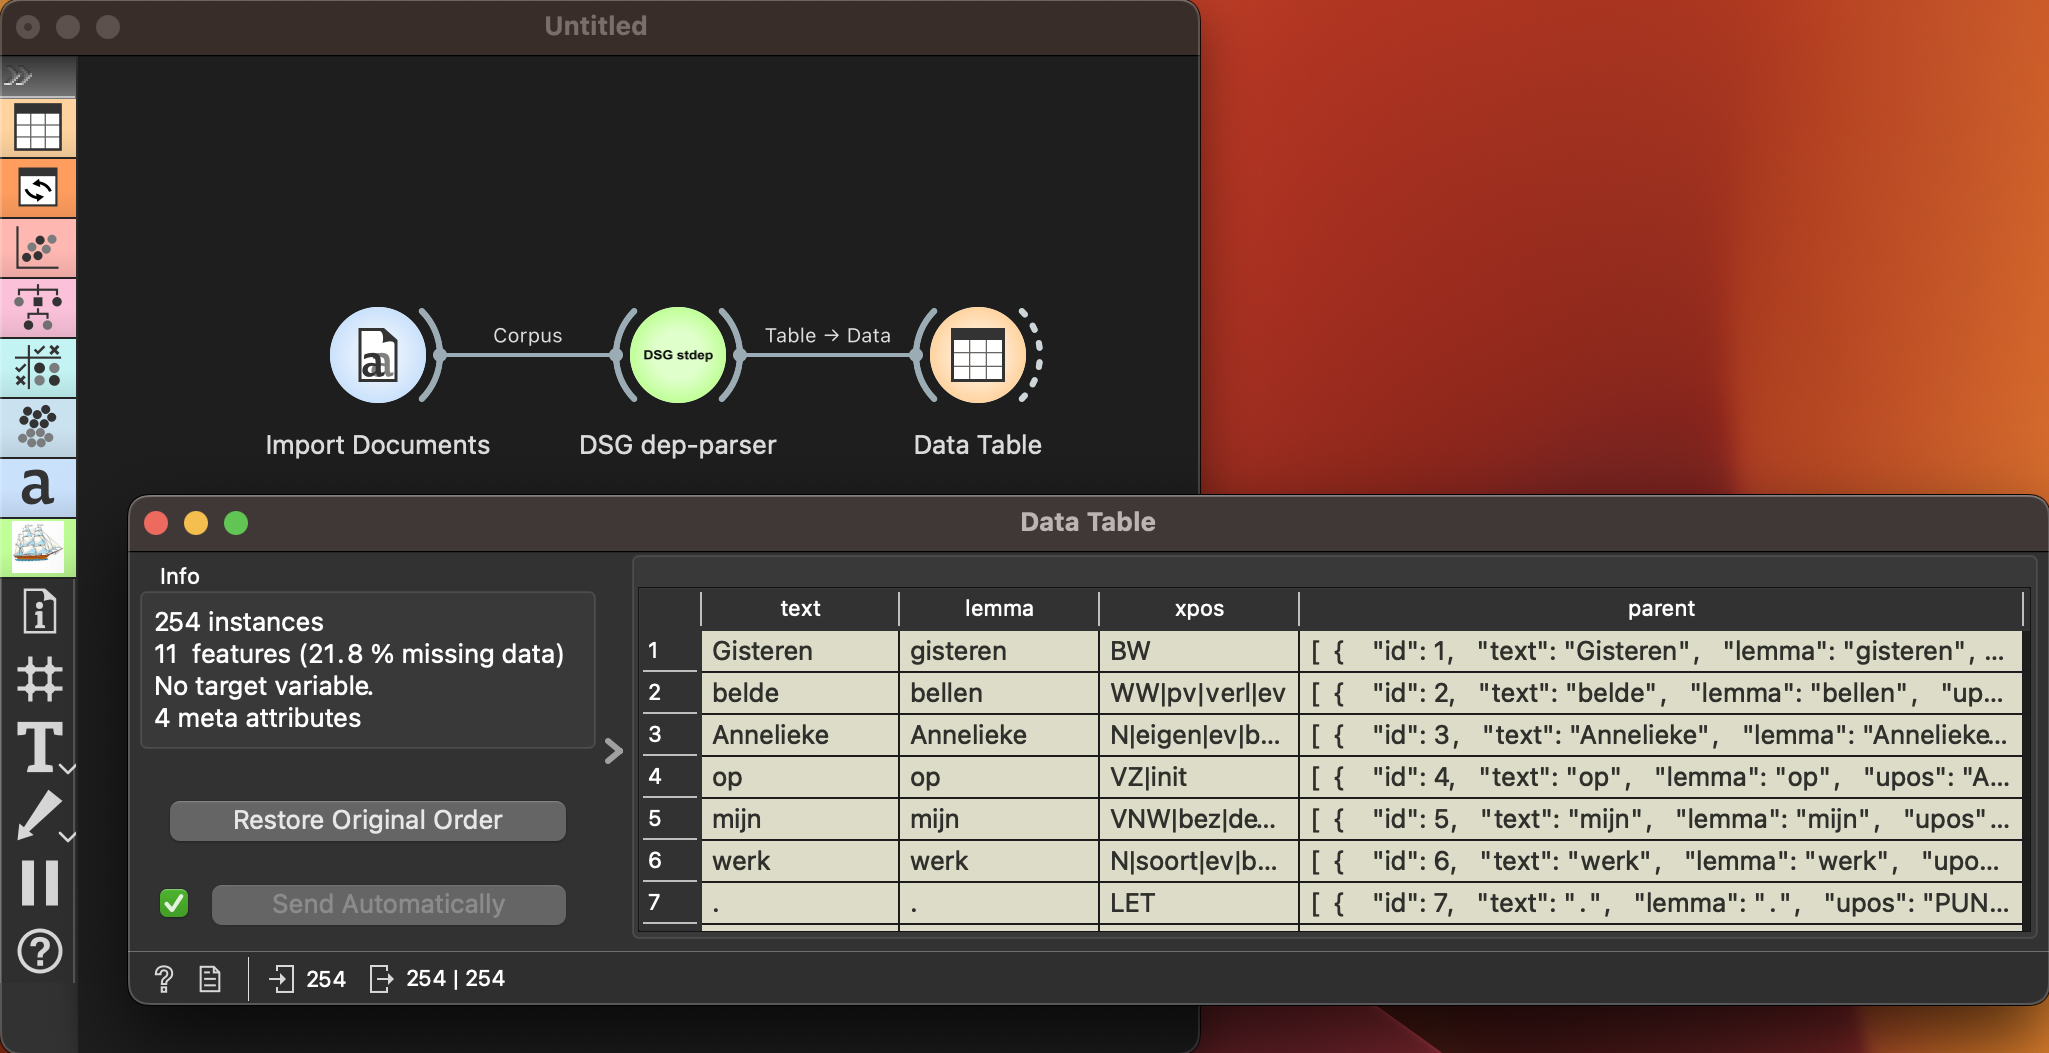 Untitled
Corpus
Table → Data
a
DSG stdep
Import Documents
DSG dep-parser
Data Table
a
Data Table
Info
254 instances
11 features (21.8 % missing data)
No target variable.
4 meta attributes
Restore Original Order
Send Automatically
text lemma xpos parent
1 Gisteren gisteren BW [ { "id": 1, "text": "Gisteren", "lemma": "gisteren", ...
2 belde bellen WW|pv|verl|ev [ { "id": 2, "text": "belde", "lemma": "bellen", "up...
3 Annelieke Annelieke N|eigen|ev|b... [ { "id": 3, "text": "Annelieke", "lemma": "Annelieke...
4 op op VZ|init [ { "id": 4, "text": "op", "lemma": "op", "upos": "A...
5 mijn mijn VNW|bez|de... [ { "id": 5, "text": "mijn", "lemma": "mijn", "upos" ...
6 werk werk N|soort|ev|b... [ { "id": 6, "text": "werk", "lemma": "werk", "upo...
7 . . LET [ { "id": 7, "text": ".", "lemma": ".", "upos": "PUN...
254
254 | 254